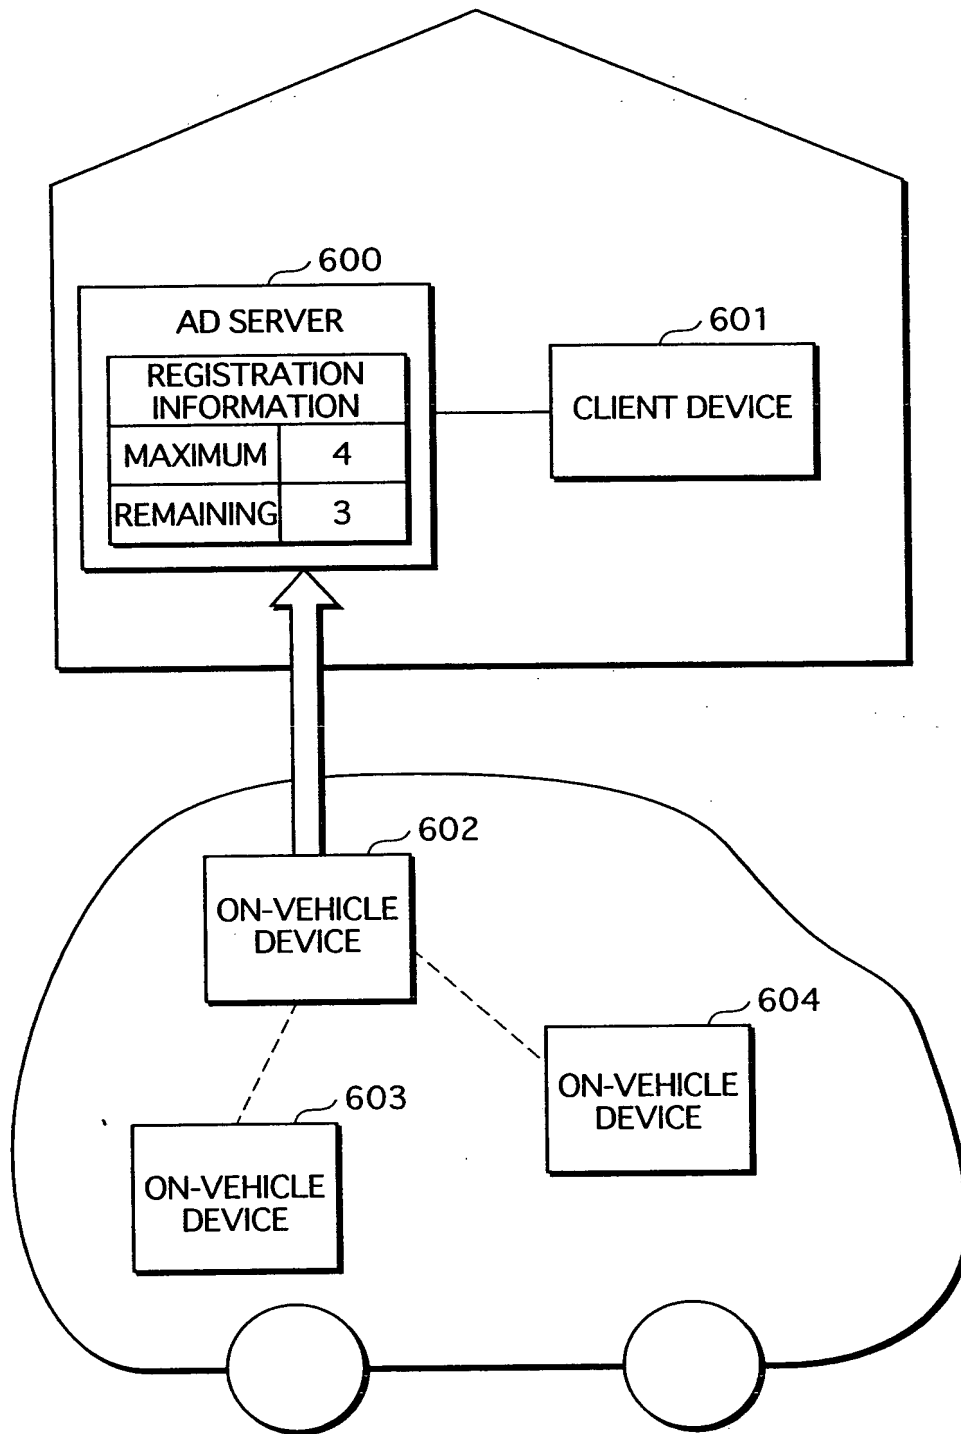 600
AD SERVER
REGISTRATION
INFORMATION
MAXIMUM 4
REMAINING 3
601
CLIENT DEVICE
602
ON-VEHICLE
DEVICE
604
ON-VEHICLE
DEVICE
603
ON-VEHICLE
DEVICE